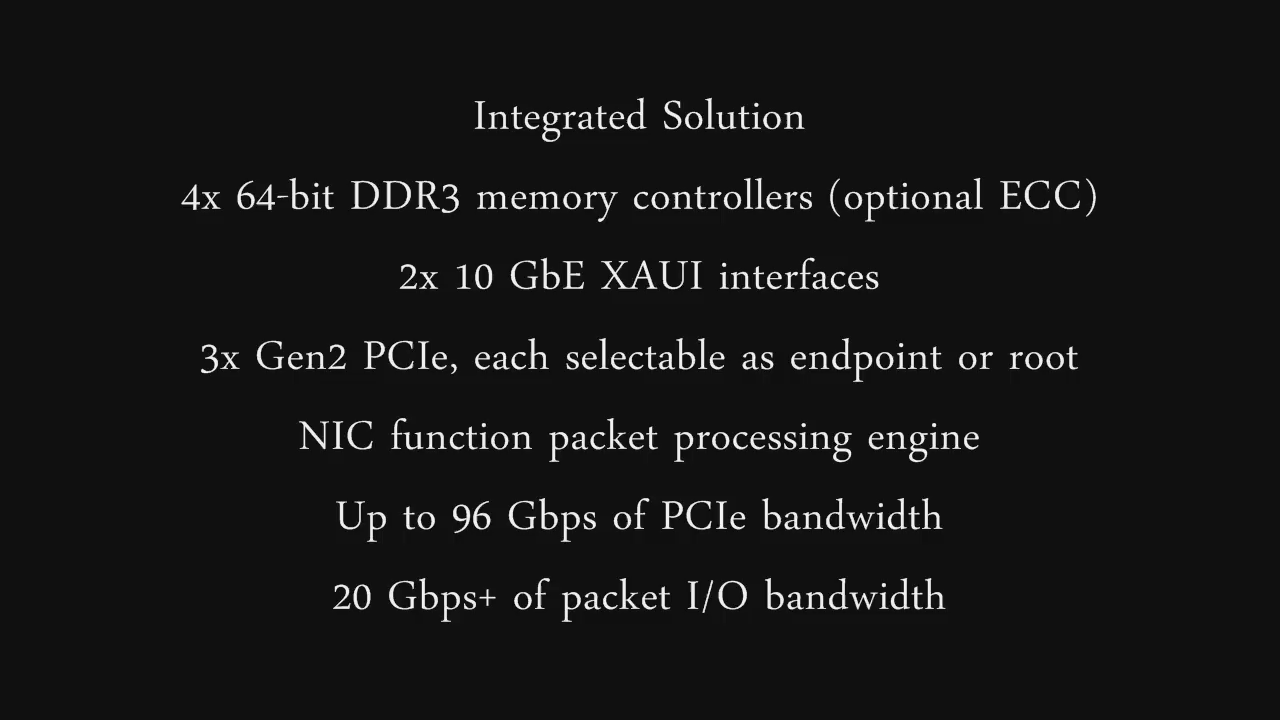 Integrated Solution
4x 64-bit DDR3 memory controllers (optional ECC)
2x 10 GbE XAUI interfaces
3x Gen2 PCIe, each selectable as endpoint or root
NIC function packet processing engine
Up to 96 Gbps of PCIe bandwidth
20 Gbps+ of packet I/O bandwidth